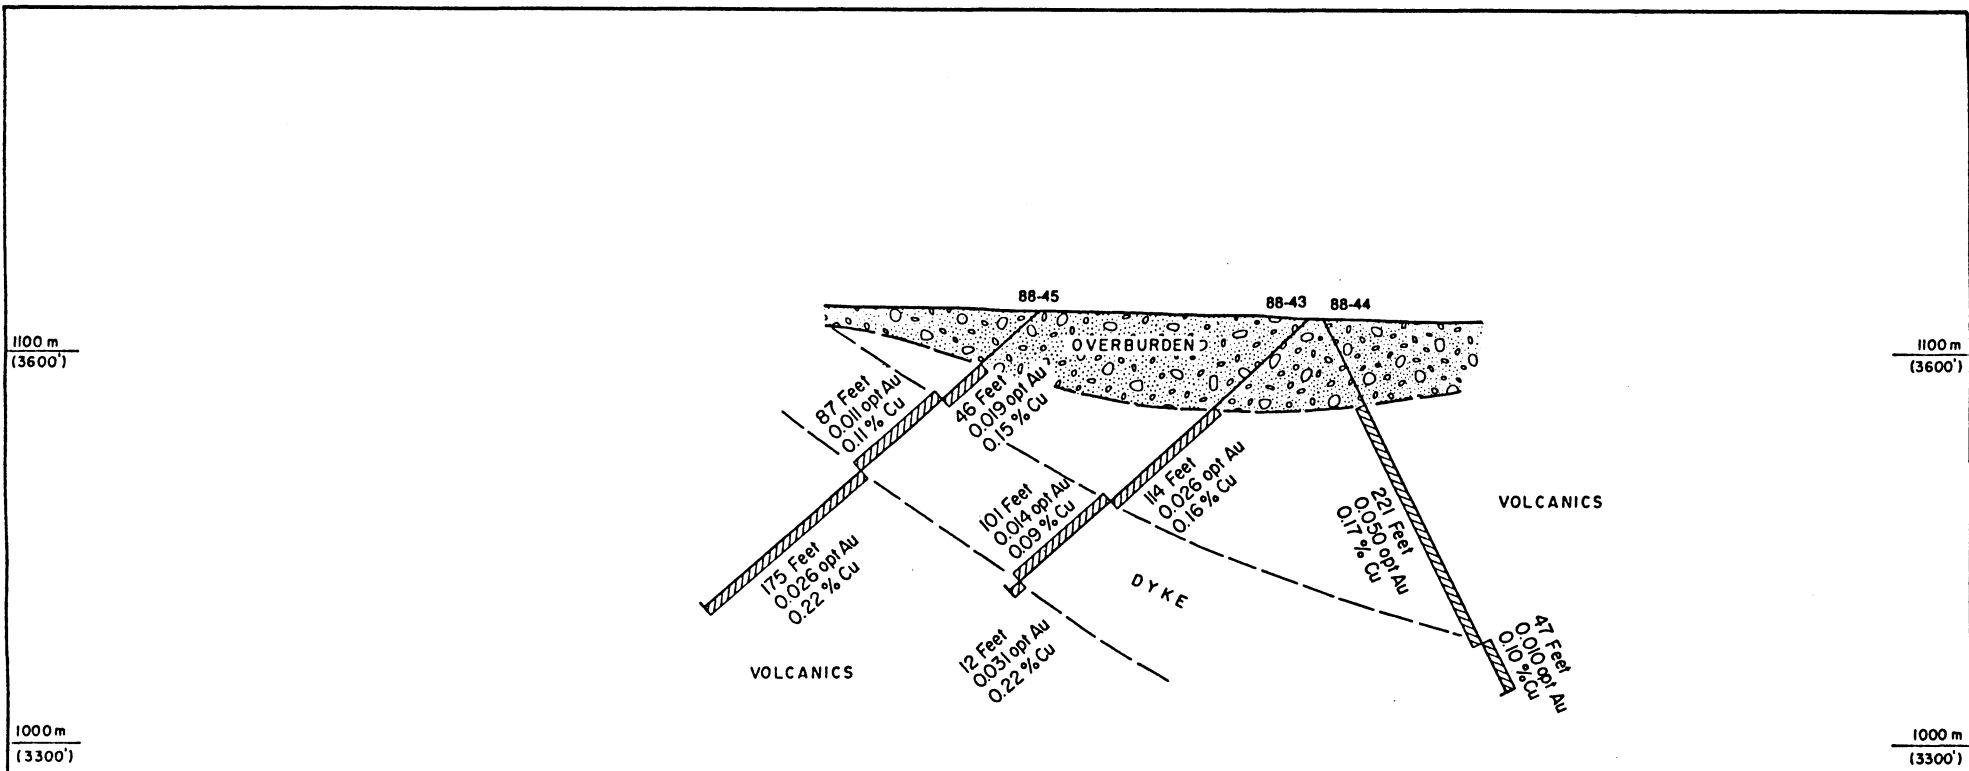 88-45
88-43
88-44
1100 m
(3600')
OVERBURDEN
1100 m
(3600')
87 Feet
0.011 opt Au
0.11 % Cu
46 Feet
0.019 opt Au
0.15 % Cu
101 Feet
0.014 opt Au
0.09 % Cu
114 Feet
0.026 opt Au
0.16 % Cu
221 Feet
0.050 opt Au
0.17 % Cu
VOLCANICS
175 Feet
0.026 opt Au
0.22 % Cu
DYKE
12 Feet
0.031 opt Au
0.22 % Cu
47 Feet
0.010 opt Au
0.10 % Cu
VOLCANICS
1000 m
(3300')
1000 m
(3300')